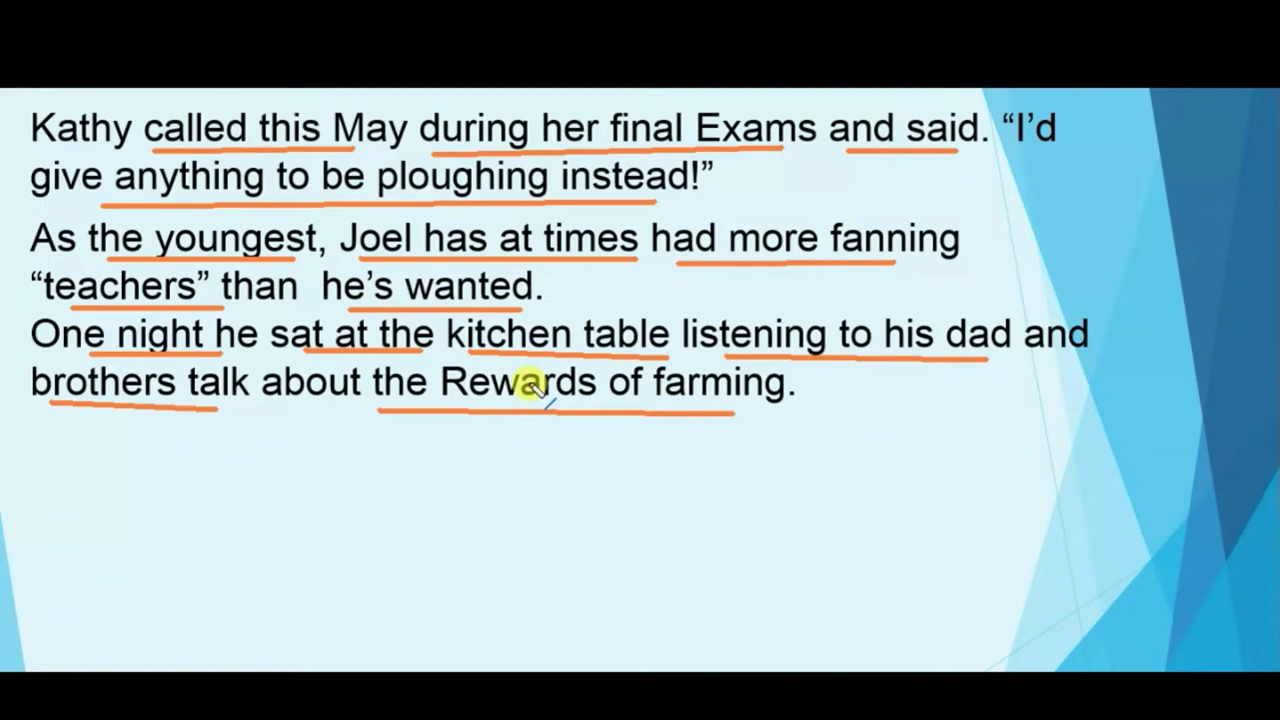 Kathy called this May during her final Exams and said. “I’d
give anything to be ploughing instead!”
As the youngest, Joel has at times had more fanning
“teachers” than he’s wanted.
One night he sat at the kitchen table listening to his dad and
brothers talk about the Rewards of farming.